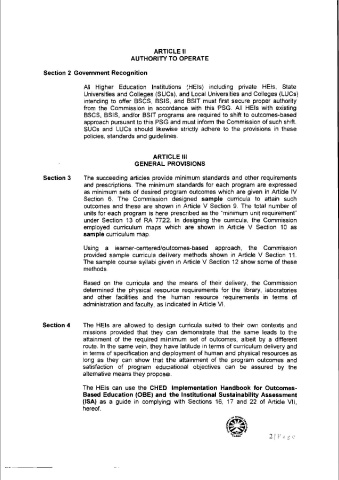 ARTICLE II
AUTHORITY TO OPERATE
Section 2 Government Recognition
All Higher Education Institutions (HEIs) including private HEIs, State
Universities and Colleges (SUCs), and Local Universities and Colleges (LUCs)
intending to offer BSCS, BSIS, and BSIT must first secure proper authority
from the Commission in accordance with this PSG. All HEIs with existing
BSCS, BSIS, and/or BSIT programs are required to shift to outcomes-based
approach pursuant to this PSG and must inform the Commission of such shift.
SUCs and LUCs should likewise strictly adhere to the provisions in these
policies, standards and guidelines.
ARTICLE III
GENERAL PROVISIONS
Section 3 The succeeding articles provide minimum standards and other requirements
and prescriptions. The minimum standards for each program are expressed
as minimum sets of desired program outcomes which are given in Article IV
Section 6. The Commission designed sample curricula to attain such
outcomes and these are shown in Article V Section 9. The total number of
units for each program is here prescribed as the "minimum unit requirement"
under Section 13 of RA 7722. In designing the curricula, the Commission
employed curriculum maps which are shown in Article V Section 10 as
sample curriculum map.
Using a learner-centered/outcomes-based approach, the Commission
provided sample curricula delivery methods shown in Article V Section 11.
The sample course syllabi given in Article V Section 12 show some of these
methods.
Based on the curricula and the means of their delivery, the Commission
determined the physical resource requirements for the library, laboratories
and other facilities and the human resource requirements in terms of
administration and faculty, as indicated in Article VI.
Section 4 The HEIs are allowed to design curricula suited to their own contexts and
missions provided that they can demonstrate that the same leads to the
attainment of the required minimum set of outcomes, albeit by a different
route. In the same vein, they have latitude in terms of curriculum delivery and
in terms of specification and deployment of human and physical resources as
long as they can show that the attainment of the program outcomes and
satisfaction of program educational objectives can be assured by the
alternative means they propose.
The HEIs can use the CHED Implementation Handbook for Outcomes-
Based Education (OBE) and the Institutional Sustainability Assessment
(ISA) as a guide in complying with Sections 16, 17 and 22 of Article VII,
hereof.
2 | P a g e